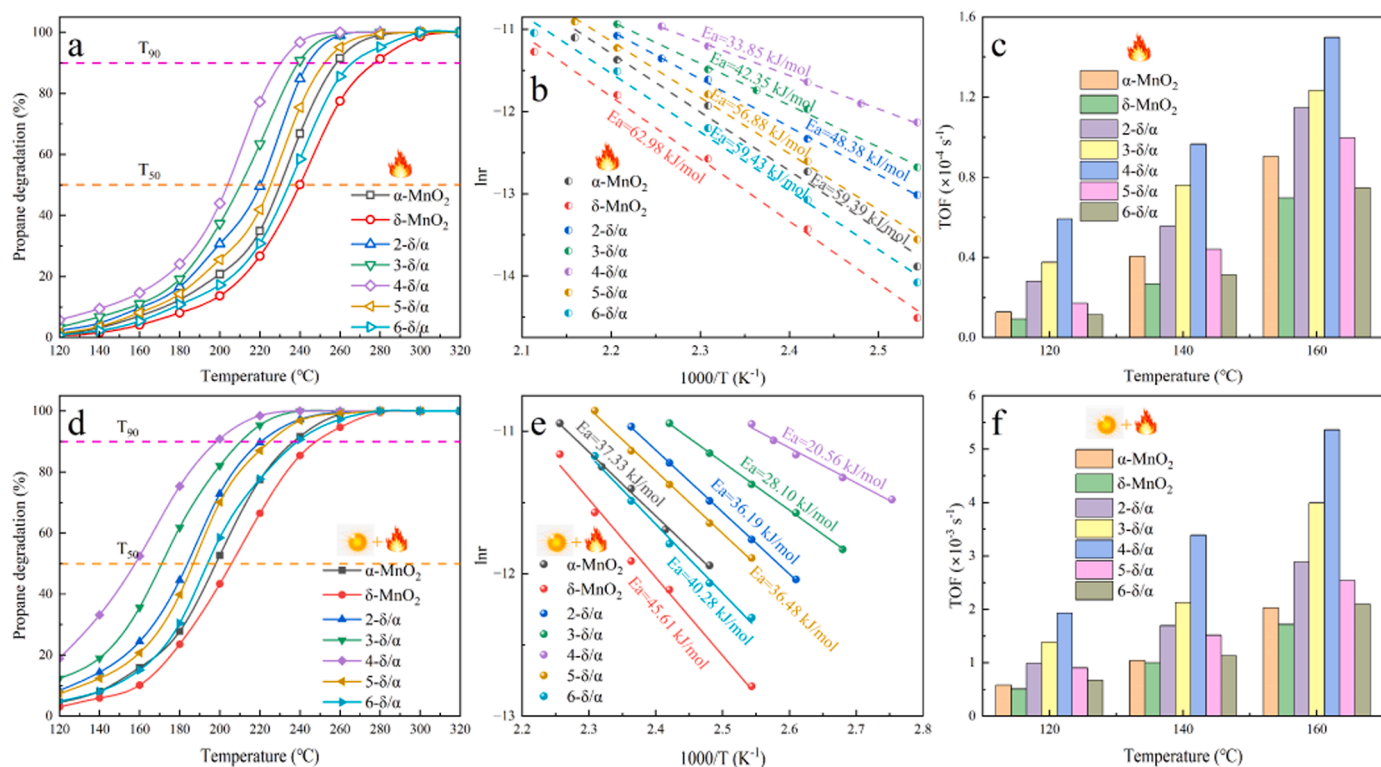 a
T90
T50
α-MnO₂
δ-MnO₂
2-δ/α
3-δ/α
4-δ/α
5-δ/α
6-δ/α
Propane degradation (%)
0
20
40
60
80
100
120 140 160 180 200 220 240 260 280 300 320
Temperature (℃)
b
Ea=33.85 kJ/mol
Ea=42.35 kJ/mol
Ea=56.88 kJ/mol
Ea=48.38 kJ/mol
Ea=62.98 kJ/mol
Ea=59.43 kJ/mol
Ea=59.39 kJ/mol
α-MnO₂
δ-MnO₂
2-δ/α
3-δ/α
4-δ/α
5-δ/α
6-δ/α
lnr
-11
-12
-13
-14
2.1 2.2 2.3 2.4 2.5
1000/T (K⁻¹)
c
α-MnO₂
δ-MnO₂
2-δ/α
3-δ/α
4-δ/α
5-δ/α
6-δ/α
TOF (×10⁻⁴ s⁻¹)
0.0
0.4
0.8
1.2
1.6
120 140 160
Temperature (℃)
d
T90
T50
+
α-MnO₂
δ-MnO₂
2-δ/α
3-δ/α
4-δ/α
5-δ/α
6-δ/α
Propane degradation (%)
0
20
40
60
80
100
120 140 160 180 200 220 240 260 280 300 320
Temperature (℃)
e
Ea=37.33 kJ/mol
Ea=20.56 kJ/mol
Ea=28.10 kJ/mol
Ea=36.19 kJ/mol
Ea=36.48 kJ/mol
Ea=40.28 kJ/mol
Ea=45.61 kJ/mol
+
α-MnO₂
δ-MnO₂
2-δ/α
3-δ/α
4-δ/α
5-δ/α
6-δ/α
lnr
-11
-12
-13
2.2 2.3 2.4 2.5 2.6 2.7 2.8
1000/T (K⁻¹)
f
+
α-MnO₂
δ-MnO₂
2-δ/α
3-δ/α
4-δ/α
5-δ/α
6-δ/α
TOF (×10⁻³ s⁻¹)
0
1
2
3
4
5
6
120 140 160
Temperature (℃)